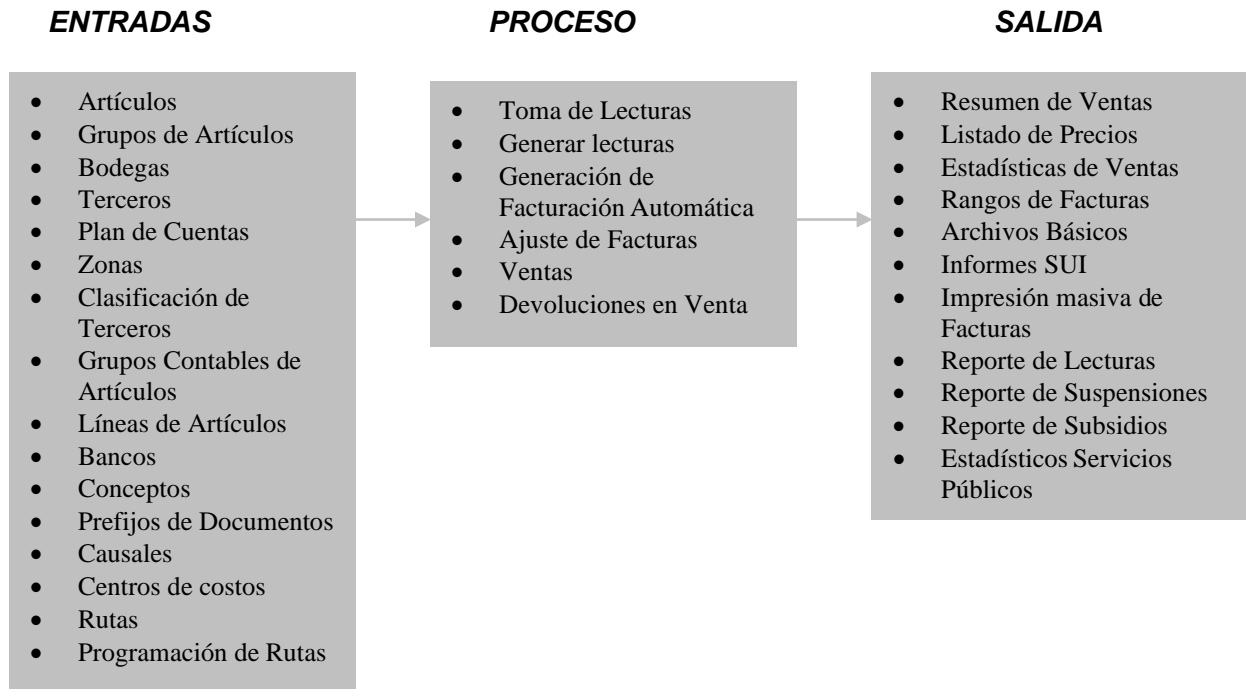 ENTRADAS
PROCESO
SALIDA
• Artículos
• Grupos de Artículos
• Bodegas
• Terceros
• Plan de Cuentas
• Zonas
• Clasificación de
Terceros
• Grupos Contables de
Artículos
• Líneas de Artículos
• Bancos
• Conceptos
• Prefijos de Documentos
• Causales
• Centros de costos
• Rutas
• Programación de Rutas
• Toma de Lecturas
• Generar lecturas
• Generación de
Facturación Automática
• Ajuste de Facturas
• Ventas
• Devoluciones en Venta
• Resumen de Ventas
• Listado de Precios
• Estadísticas de Ventas
• Rangos de Facturas
• Archivos Básicos
• Informes SUI
• Impresión masiva de
Facturas
• Reporte de Lecturas
• Reporte de Suspensiones
• Reporte de Subsidios
• Estadísticos Servicios
Públicos